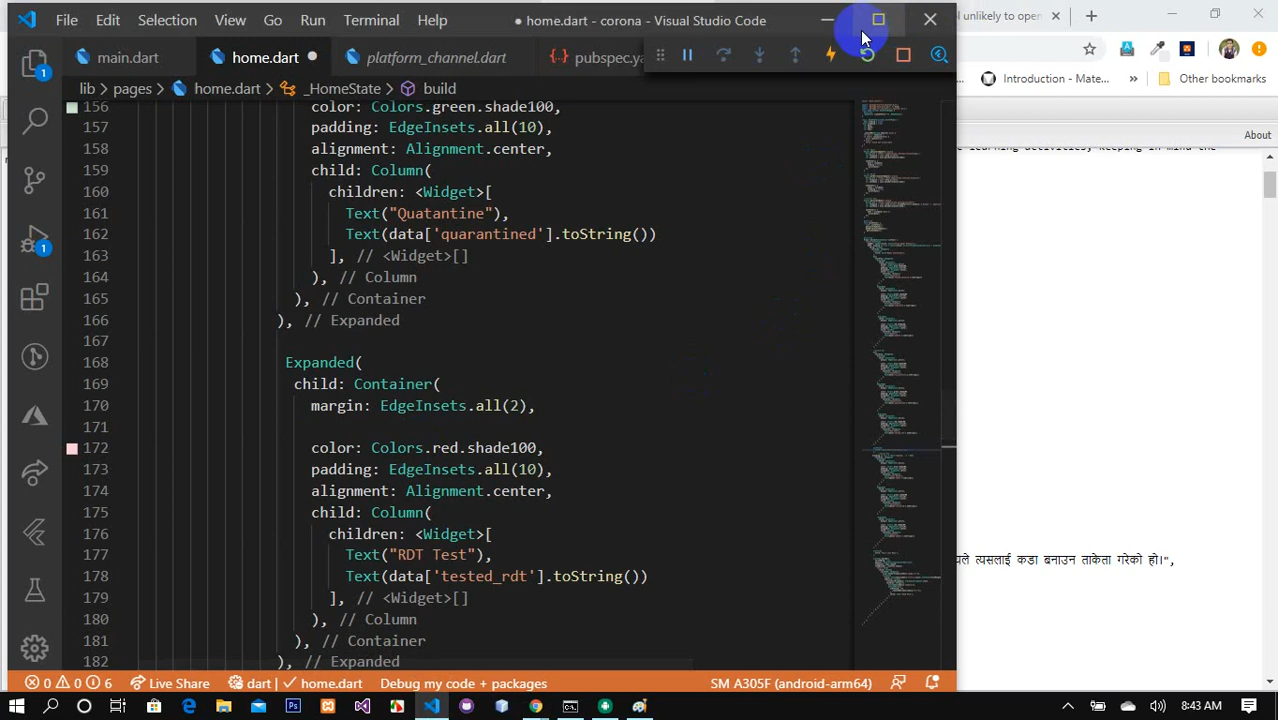 File Edit Selection View Go Run Terminal Help
● home.dart - corona - Visual Studio Code
l unlikely to open
main.dart
home.dart
platform_channel.dart
pubspec.ya
Introduction - Mate...
Other bookmarks
lib > pages > home.dart > _HomeState > build
About
156 color: Colors.green.shade100,
157 padding: EdgeInsets.all(10),
158 alignment: Alignment.center,
159 child: Column(
160 children: <Widget>[
161 Text("Quatantine"),
162 Text(data['quarantined'].toString())
163 ], // <Widget>[]
164 ), // Column
165 ), // Container
166 ), // Expanded
167
168 Expanded(
169 child: Container(
170 margin: EdgeInsets.all(2),
171
172 color: Colors.red.shade100,
173 padding: EdgeInsets.all(10),
174 alignment: Alignment.center,
175 child: Column(
176 children: <Widget>[
177 Text("RDT Test"),
178 Text(data['tested_rdt'].toString())
179 ], // <Widget>[]
180 ), // Column
181 ), // Container
182 ), // Expanded
त्यसलाई कडा बनाउन ताकेता गरेको हो।",
0 0 6 Live Share dart | ✓ home.dart Debug my code + packages SM A305F (android-arm64)
8:43 AM